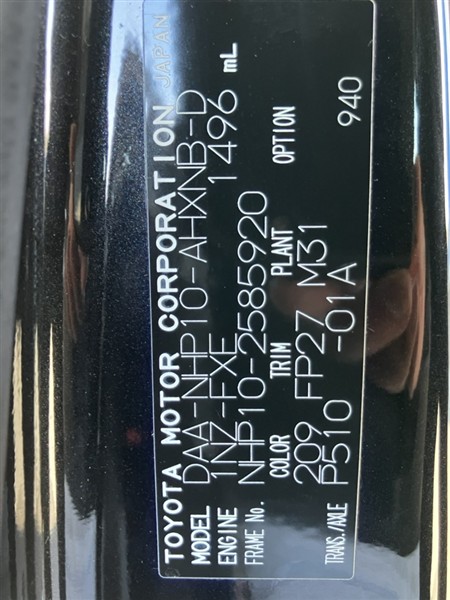 TOYOTA MOTOR CORPORATION JAPAN
MODEL DAA-NHP10-AHXNB-D
ENGINE 1NZ-FXE 1496 mL
FRAME No. NHP10-2585920
COLOR TRIM PLANT OPTION
209 FP27 M31
TRANS./AXLE P510 -01A 940